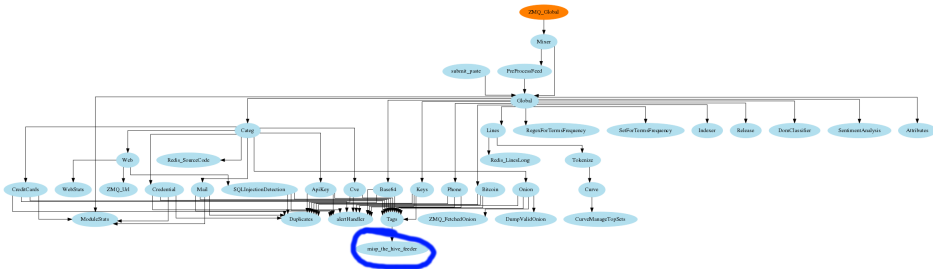 ZMQ_Global
Mixer
submit_paste PreProcessFeed
Global
Categ Lines RegexForTermsFrequency SetForTermsFrequency Indexer Release DomClassifier SentimentAnalysis Attributes
Web Redis_SourceCode Redis_LinesLong Tokenize
CreditCards WebStats ZMQ_Url Credential Mail SQLInjectionDetection ApiKey Cve Base64 Keys Phone Bitcoin Onion Curve
ModuleStats Duplicates alertHandler Tags ZMQ_FetchedOnion DumpValidOnion CurveManageTopSets
misp_the_hive_feeder